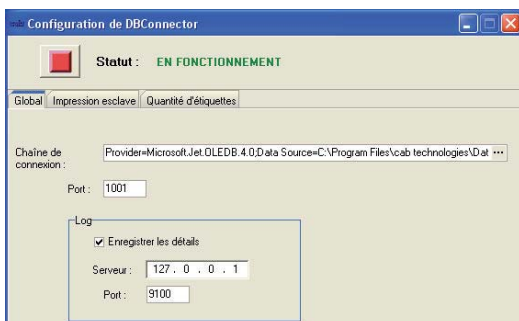 Configuration de DBConnector
Statut : EN FONCTIONNEMENT
Global Impression esclave Quantité d'étiquettes
Chaîne de connexion : Provider=Microsoft.Jet.OLEDB.4.0;Data Source=C:\Program Files\cab technologies\Dat ...
Port : 1001
Log
Enregistrer les détails
Serveur : 127 . 0 . 0 . 1
Port : 9100